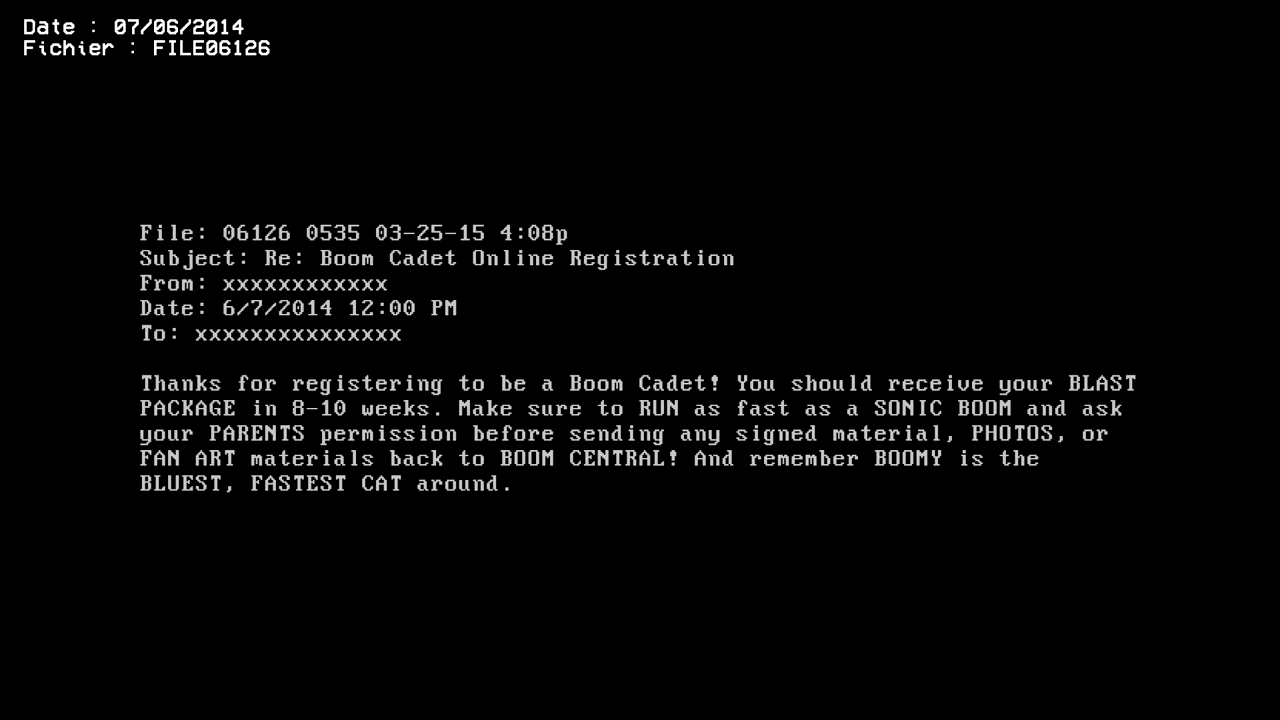 Date : 07/06/2014
Fichier : FILE06126
File: 06126 0535 03-25-15 4:08p
Subject: Re: Boom Cadet Online Registration
From: xxxxxxxxxxxx
Date: 6/7/2014 12:00 PM
To: xxxxxxxxxxxxxxx
Thanks for registering to be a Boom Cadet! You should receive your BLAST
PACKAGE in 8-10 weeks. Make sure to RUN as fast as a SONIC BOOM and ask
your PARENTS permission before sending any signed material, PHOTOS, or
FAN ART materials back to BOOM CENTRAL! And remember BOOMY is the
BLUEST, FASTEST CAT around.